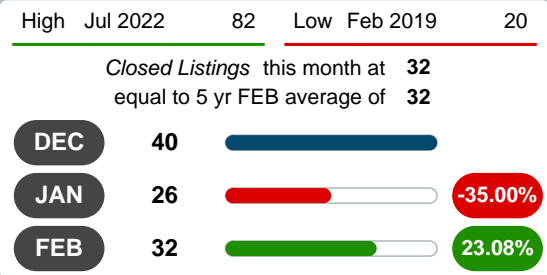 High Jul 2022 82 Low Feb 2019 20
Closed Listings this month at 32
equal to 5 yr FEB average of 32
DEC 40
JAN 26 -35.00%
FEB 32 23.08%